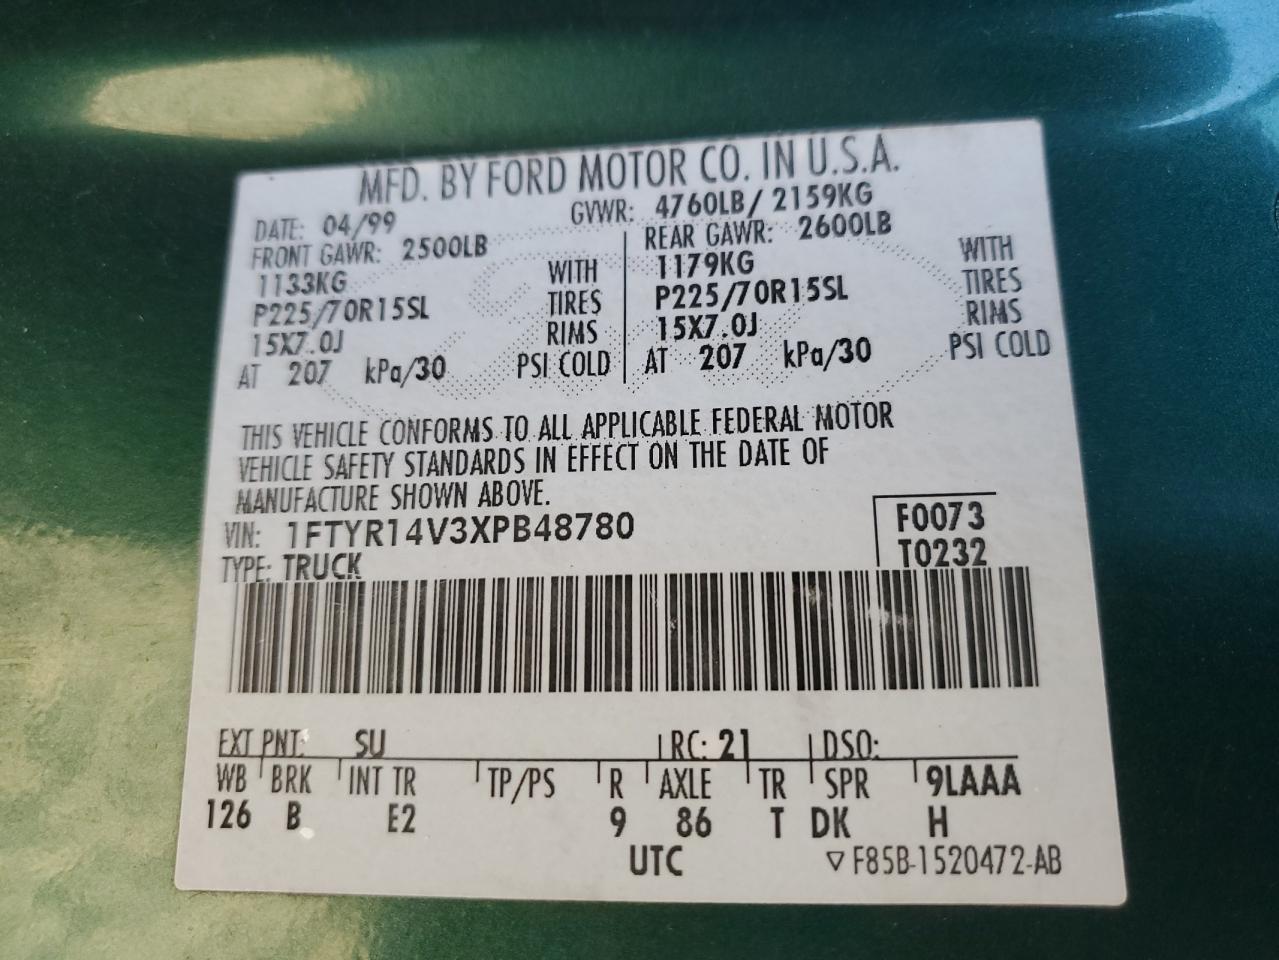 MFD. BY FORD MOTOR CO. IN U.S.A.
DATE: 04/99 GVWR: 4760LB/ 2159KG
FRONT GAWR: 2500LB REAR GAWR: 2600LB
1133KG WITH 1179KG WITH
P225/70R15SL TIRES P225/70R15SL TIRES
15X7.0J RIMS 15X7.0J RIMS
AT 207 kPa/30 PSI COLD AT 207 kPa/30 PSI COLD
THIS VEHICLE CONFORMS TO ALL APPLICABLE FEDERAL MOTOR
VEHICLE SAFETY STANDARDS IN EFFECT ON THE DATE OF
MANUFACTURE SHOWN ABOVE.
VIN: 1FTYR14V3XPB48780 F0073
TYPE: TRUCK T0232
EXT PNT: SU RC: 21 DSO:
WB BRK INT TR TP/PS R AXLE TR SPR 9LAAA
126 B E2 9 86 T DK H
UTC ▽ F85B-1520472-AB